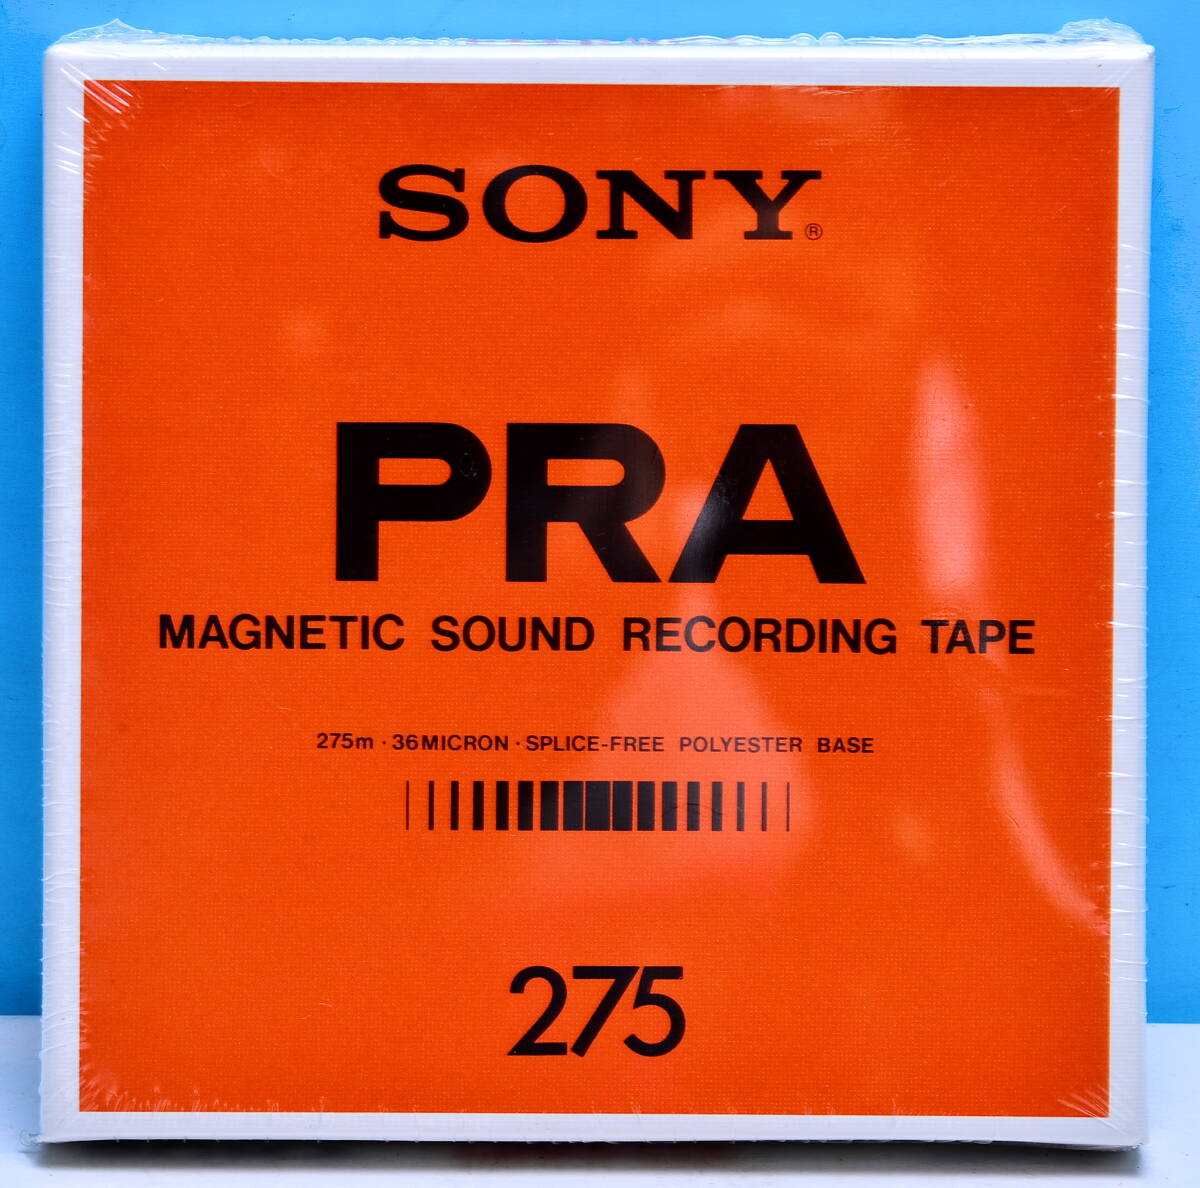 SONY®
PRA
MAGNETIC SOUND RECORDING TAPE
275m · 36MICRON · SPLICE-FREE POLYESTER BASE
275